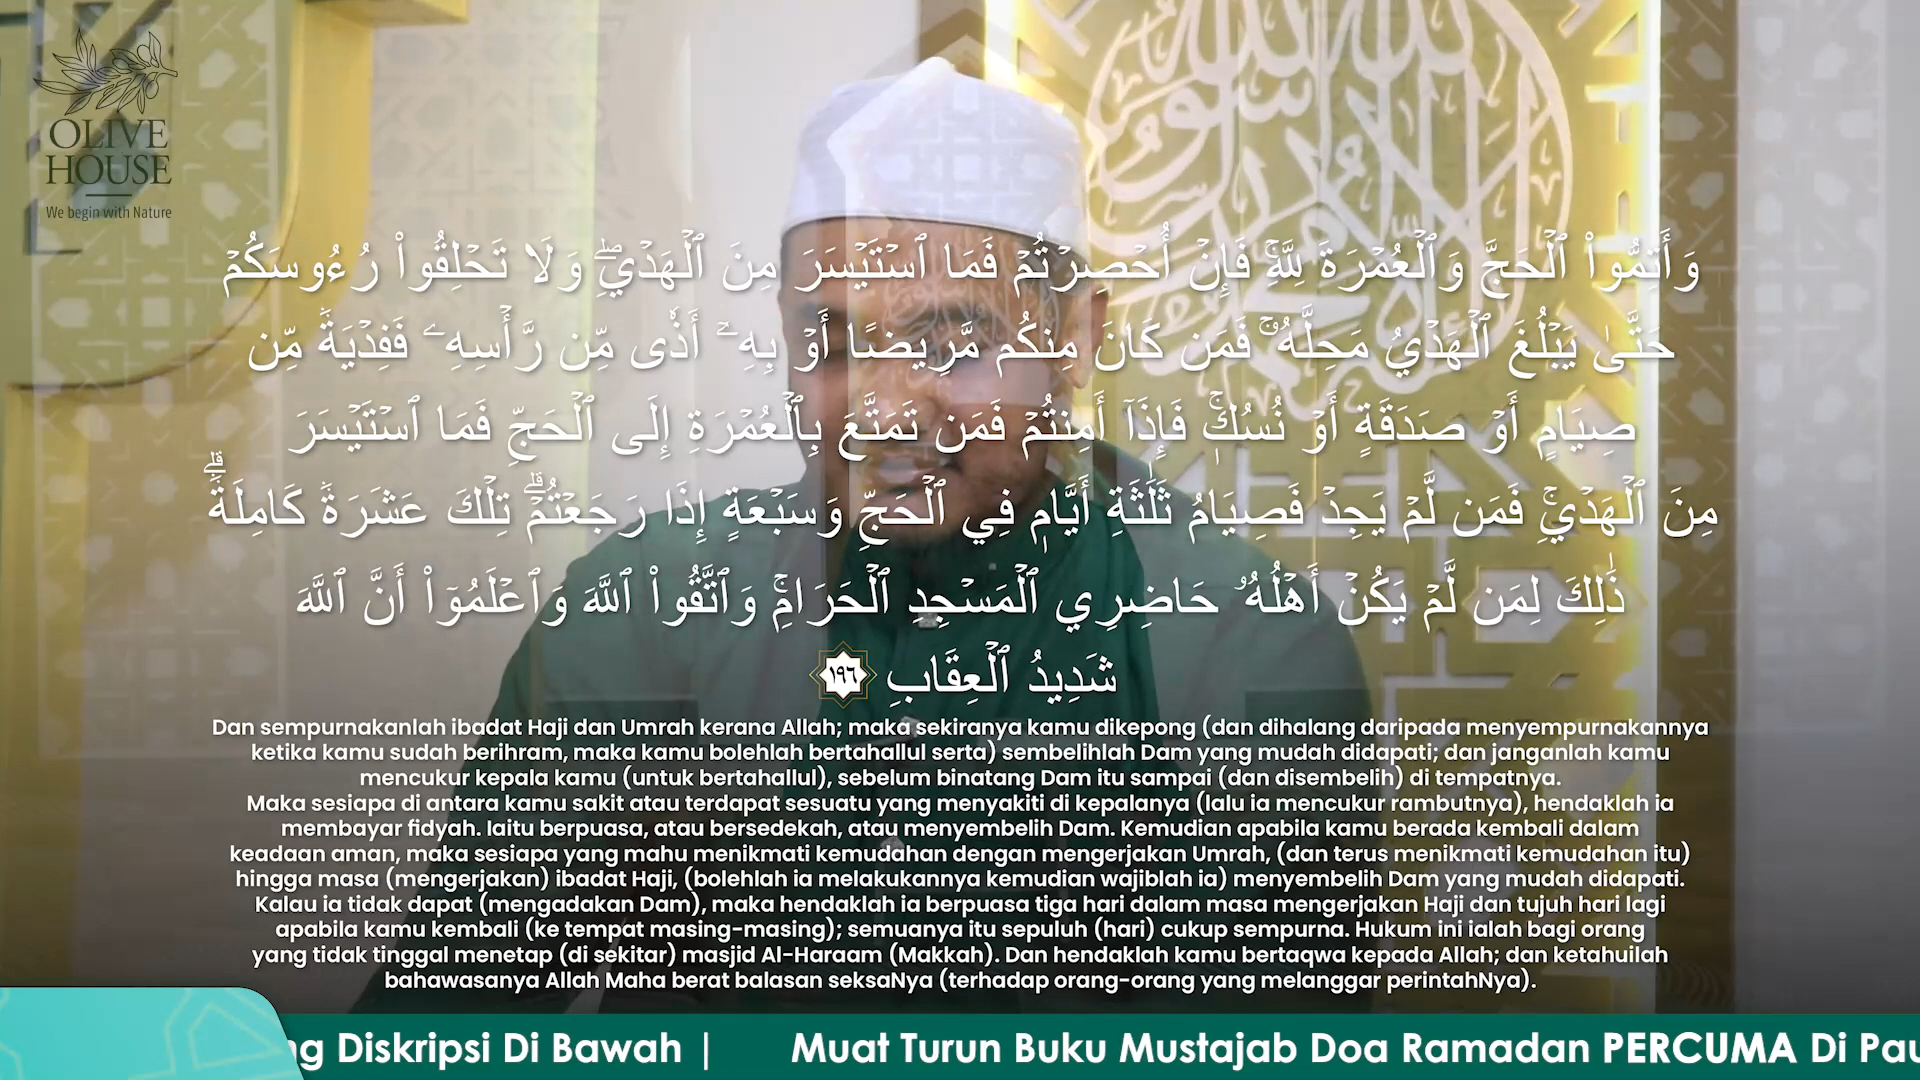 OLIVE
HOUSE
We begin with Nature
وَأَتِمُّوا۟ ٱلْحَجَّ وَٱلْعُمْرَةَ لِلَّهِ ۚ فَإِنْ أُحْصِرْتُمْ فَمَا ٱسْتَيْسَرَ مِنَ ٱلْهَدْىِ ۖ وَلَا تَحْلِقُوا۟ رُءُوسَكُمْ
حَتَّىٰ يَبْلُغَ ٱلْهَدْيُ مَحِلَّهُۥ ۚ فَمَن كَانَ مِنكُم مَّرِيضًا أَوْ بِهِۦٓ أَذًى مِّن رَّأْسِهِۦ فَفِدْيَةٌ مِّن
صِيَامٍ أَوْ صَدَقَةٍ أَوْ نُسُكٍ ۚ فَإِذَآ أَمِنتُمْ فَمَن تَمَتَّعَ بِٱلْعُمْرَةِ إِلَى ٱلْحَجِّ فَمَا ٱسْتَيْسَرَ
مِنَ ٱلْهَدْيِ ۚ فَمَن لَّمْ يَجِدْ فَصِيَامُ ثَلَٰثَةِ أَيَّامٍ فِي ٱلْحَجِّ وَسَبْعَةٍ إِذَا رَجَعْتُمْ ۗ تِلْكَ عَشَرَةٌ كَامِلَةٌ ۗ
ذَٰلِكَ لِمَن لَّمْ يَكُنْ أَهْلُهُۥ حَاضِرِي ٱلْمَسْجِدِ ٱلْحَرَامِ ۚ وَٱتَّقُوا۟ ٱللَّهَ وَٱعْلَمُوٓا۟ أَنَّ ٱللَّهَ
شَدِيدُ ٱلْعِقَابِ ١٩٦
Dan sempurnakanlah ibadat Haji dan Umrah kerana Allah; maka sekiranya kamu dikepong (dan dihalang daripada menyempurnakannya
ketika kamu sudah berihram, maka kamu bolehlah bertahallul serta) sembelihlah Dam yang mudah didapati; dan janganlah kamu
mencukur kepala kamu (untuk bertahallul), sebelum binatang Dam itu sampai (dan disembelih) di tempatnya.
Maka sesiapa di antara kamu sakit atau terdapat sesuatu yang menyakiti di kepalanya (lalu ia mencukur rambutnya), hendaklah ia
membayar fidyah. Iaitu berpuasa, atau bersedekah, atau menyembelih Dam. Kemudian apabila kamu berada kembali dalam
keadaan aman, maka sesiapa yang mahu menikmati kemudahan dengan mengerjakan Umrah, (dan terus menikmati kemudahan itu)
hingga masa (mengerjakan) ibadat Haji, (bolehlah ia melakukannya kemudian wajiblah ia) menyembelih Dam yang mudah didapati.
Kalau ia tidak dapat (mengadakan Dam), maka hendaklah ia berpuasa tiga hari dalam masa mengerjakan Haji dan tujuh hari lagi
apabila kamu kembali (ke tempat masing-masing); semuanya itu sepuluh (hari) cukup sempurna. Hukum ini ialah bagi orang
yang tidak tinggal menetap (di sekitar) masjid Al-Haraam (Makkah). Dan hendaklah kamu bertaqwa kepada Allah; dan ketahuilah
bahawasanya Allah Maha berat balasan seksaNya (terhadap orang-orang yang melanggar perintahNya).
ng Diskripsi Di Bawah | Muat Turun Buku Mustajab Doa Ramadan PERCUMA Di Pau